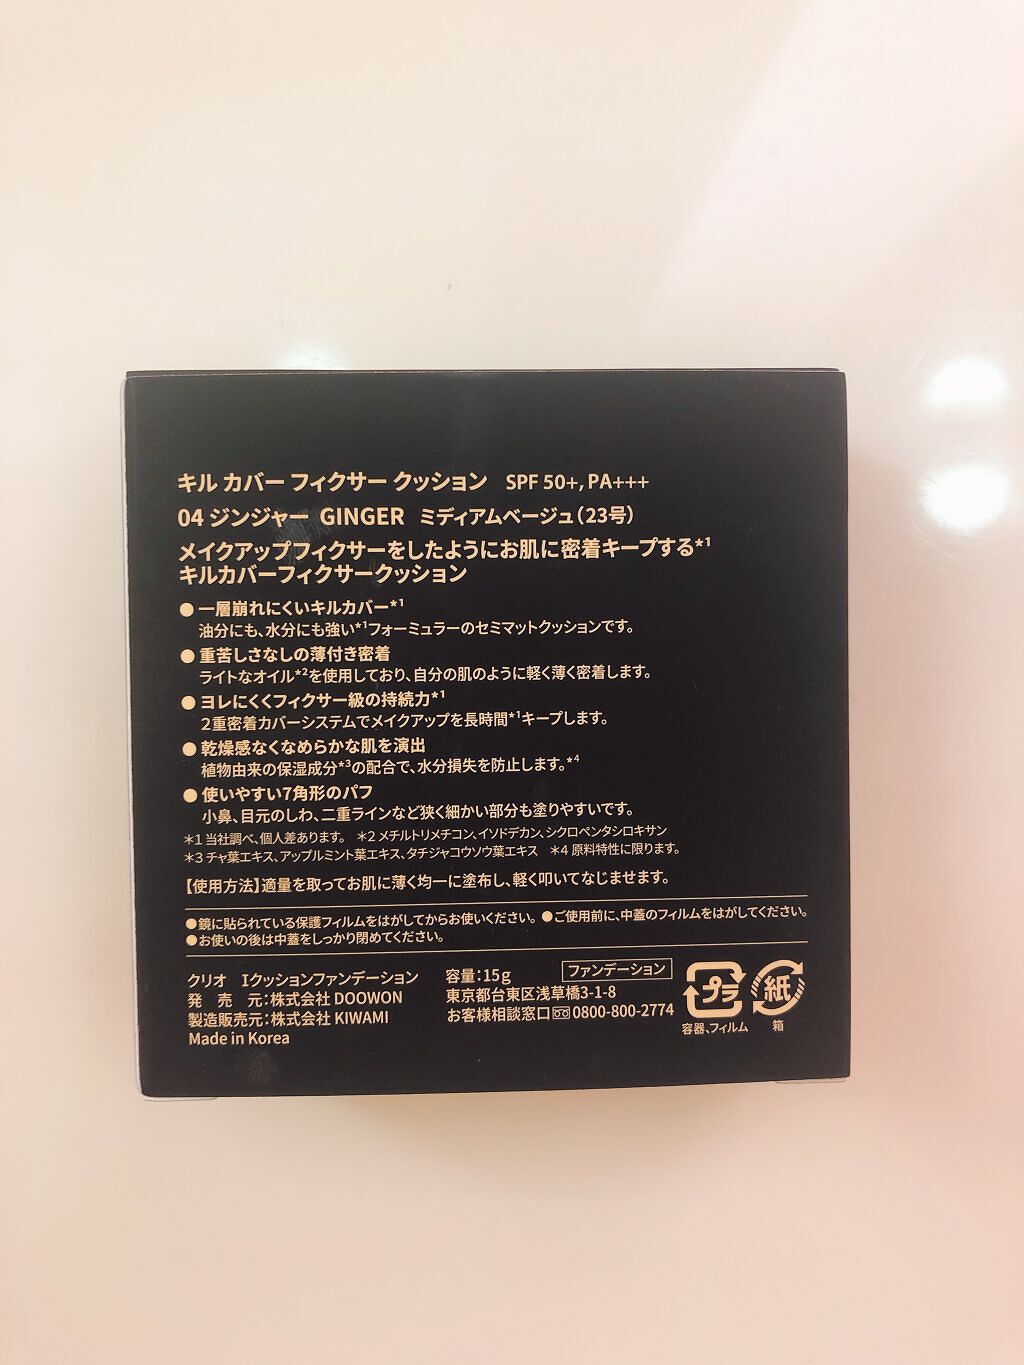 キル カバー フィクサー クッション SPF 50+, PA+++
04 ジンジャー GINGER ミディアムベージュ(23号)
メイクアップフィクサーをしたようにお肌に密着キープする*1
キルカバーフィクサークッション
● 一層崩れにくいキルカバー*1
油分にも、水分にも強い*1フォーミュラーのセミマットクッションです。
● 重苦しさなしの薄付き密着
ライトなオイル*2を使用しており、自分の肌のように軽く薄く密着します。
● ヨレにくくフィクサー級の持続力*1
2重密着カバーシステムでメイクアップを長時間*1キープします。
● 乾燥感なくなめらかな肌を演出
植物由来の保湿成分*3の配合で、水分損失を防止します。*4
● 使いやすい7角形のパフ
小鼻、目元のしわ、二重ラインなど狭く細かい部分も塗りやすいです。
*1 当社調べ、個人差あります。 *2 メチルトリメチコン、イソドデカン、シクロペンタシロキサン
*3 チャ葉エキス、アップルミント葉エキス、タチジャコウソウ葉エキス *4 原料特性に限ります。
【使用方法】適量を取ってお肌に薄く均一に塗布し、軽く叩いてなじませます。
●鏡に貼られている保護フィルムをはがしてからお使いください。 ●ご使用前に、中蓋のフィルムをはがしてください。
●お使いの後は中蓋をしっかり閉めてください。
クリオ Iクッションファンデーション 容量：15g ファンデーション
発 売 元：株式会社 DOOWON 東京都台東区浅草橋3-1-8
製造販売元：株式会社 KIWAMI お客様相談窓口 0800-800-2774
Made in Korea
プラ 紙
容器、フィルム 箱